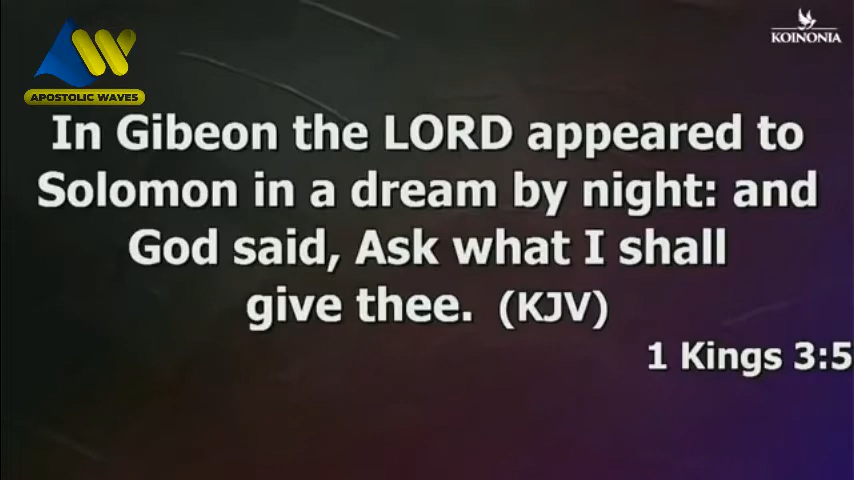 KOINONIA
APOSTOLIC WAVES
In Gibeon the LORD appeared to
Solomon in a dream by night: and
God said, Ask what I shall
give thee. (KJV)
1 Kings 3:5